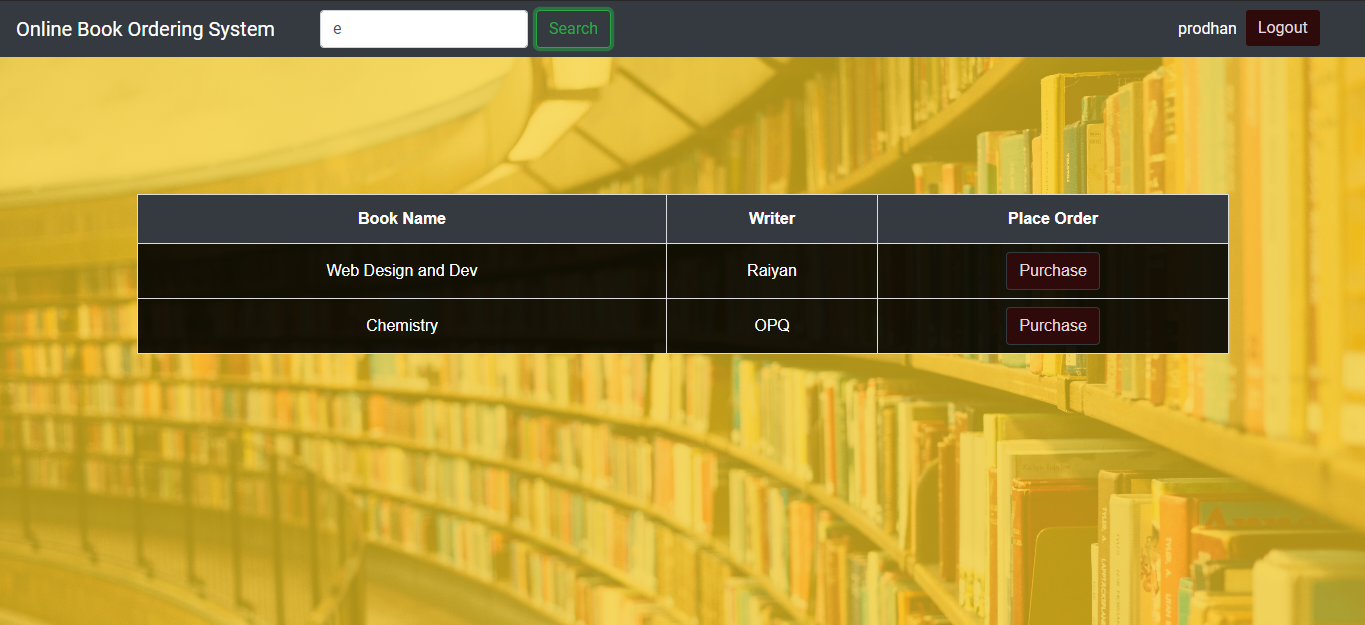 Online Book Ordering System e Search prodhan Logout
Book Name Writer Place Order
Web Design and Dev Raiyan Purchase
Chemistry OPQ Purchase